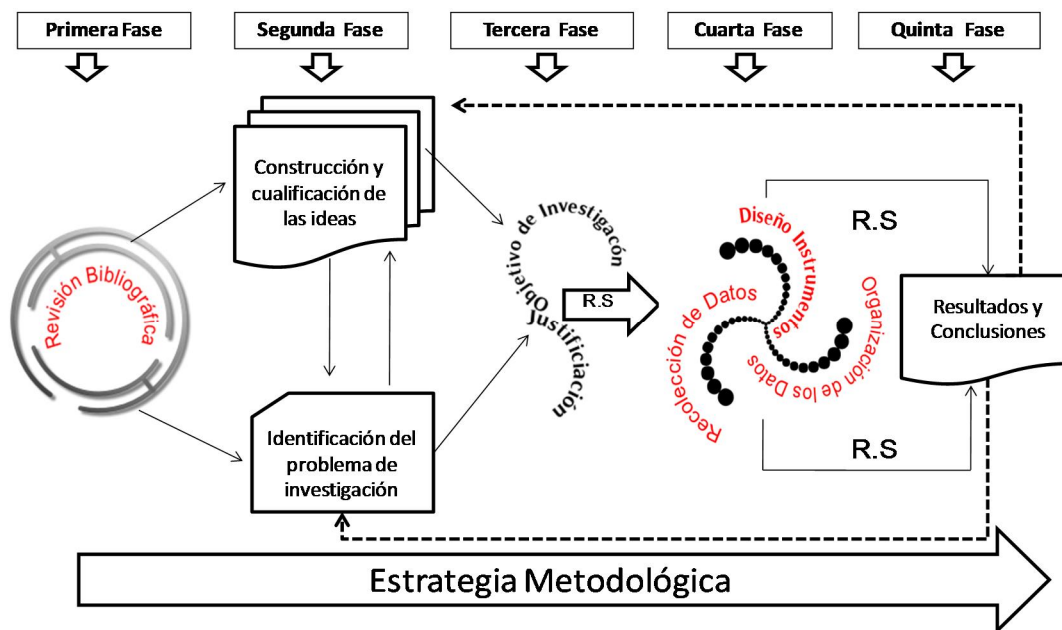 Primera Fase
Segunda Fase
Tercera Fase
Cuarta Fase
Quinta Fase
Revisión Bibliográfica
Construcción y
cualificación de
las ideas
Identificación del
problema de
investigación
Objetivo de Investigacón
Justificiación
R.S
Diseño Instrumentos
Recolección de Datos
Organización de los Datos
R.S
R.S
Resultados y
Conclusiones
Estrategia Metodológica